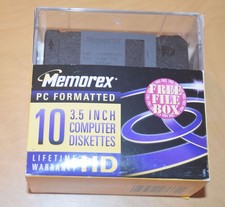 Memorex
PC FORMATTED
10 3.5 INCH
COMPUTER
DISKETTES
FREE
FILE
BOX
LIFETIME
WARRANTY
HD